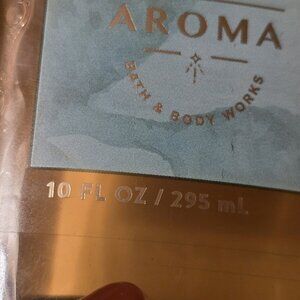 AROMA
BATH & BODY WORKS
10 FL OZ / 295 mL